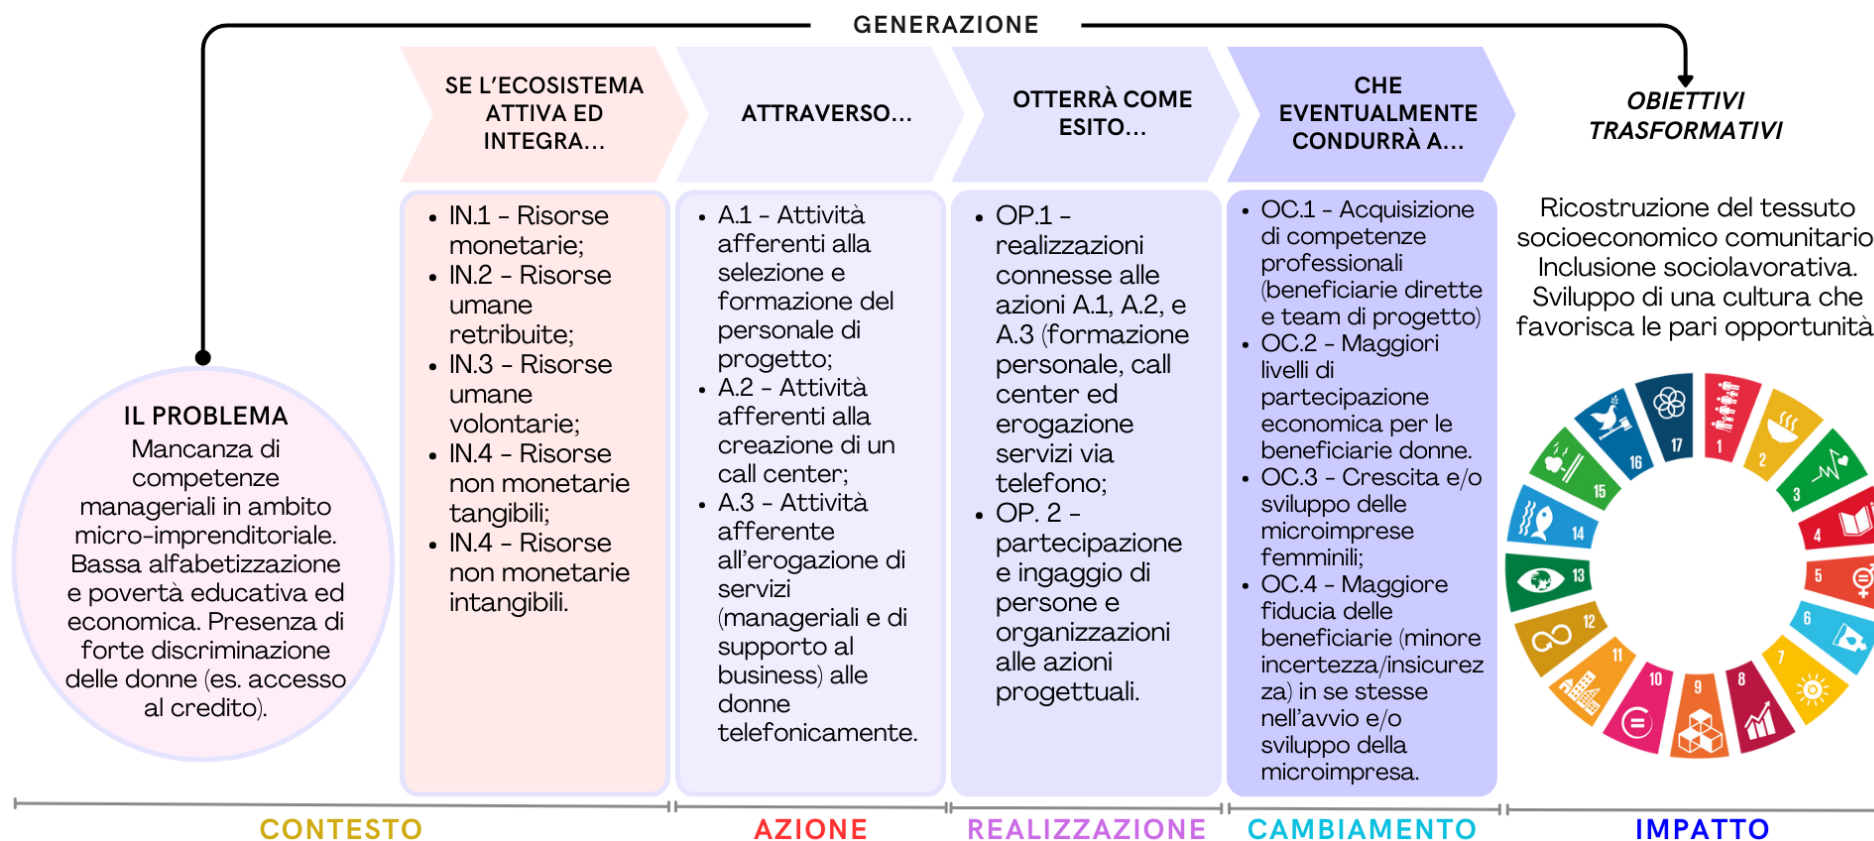 GENERAZIONE
SE L'ECOSISTEMA
ATTIVA ED
INTEGRA...
ATTRAVERSO...
OTTERRÀ COME
ESITO...
CHE
EVENTUALMENTE
CONDURRÀ A...
OBIETTIVI
TRASFORMATIVI
IL PROBLEMA
Mancanza di
competenze
manageriali in ambito
micro-imprenditoriale.
Bassa alfabetizzazione
e povertà educativa ed
economica. Presenza di
forte discriminazione
delle donne (es. accesso
al credito).
• IN.1 - Risorse
monetarie;
• IN.2 - Risorse
umane
retribuite;
• IN.3 - Risorse
umane
volontarie;
• IN.4 - Risorse
non monetarie
tangibili;
• IN.4 - Risorse
non monetarie
intangibili.
• A.1 - Attività
afferenti alla
selezione e
formazione del
personale di
progetto;
• A.2 - Attività
afferenti alla
creazione di un
call center;
• A.3 - Attività
afferente
all'erogazione di
servizi
(manageriali e di
supporto al
business) alle
donne
telefonicamente.
• OP.1 -
realizzazioni
connesse alle
azioni A.1, A.2, e
A.3 (formazione
personale, call
center ed
erogazione
servizi via
telefono;
• OP. 2 -
partecipazione
e ingaggio di
persone e
organizzazioni
alle azioni
progettuali.
• OC.1 - Acquisizione
di competenze
professionali
(beneficiarie dirette
e team di progetto)
• OC.2 - Maggiori
livelli di
partecipazione
economica per le
beneficiarie donne.
• OC.3 - Crescita e/o
sviluppo delle
microimprese
femminili;
• OC.4 - Maggiore
fiducia delle
beneficiarie (minore
incertezza/insicurez
za) in se stesse
nell'avvio e/o
sviluppo della
microimpresa.
Ricostruzione del tessuto
socioeconomico comunitario
Inclusione sociolavorativa.
Sviluppo di una cultura che
favorisca le pari opportunità
1
2
3
4
5
6
7
8
9
10
11
12
13
14
15
16
17
CONTESTO
AZIONE
REALIZZAZIONE
CAMBIAMENTO
IMPATTO